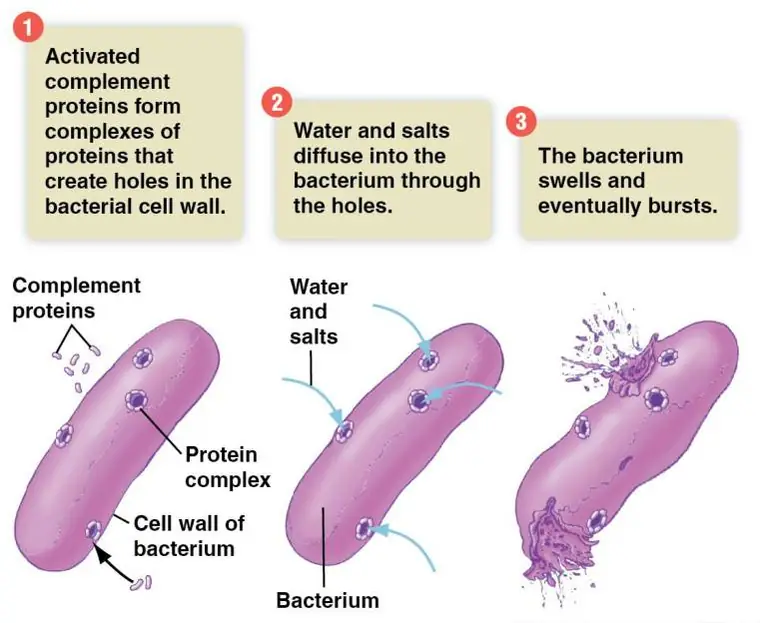 1
Activated
complement
proteins form
complexes of
proteins that
create holes in the
bacterial cell wall.
2
Water and salts
diffuse into the
bacterium through
the holes.
3
The bacterium
swells and
eventually bursts.
Complement
proteins
Protein
complex
Cell wall of
bacterium
Water
and
salts
Bacterium